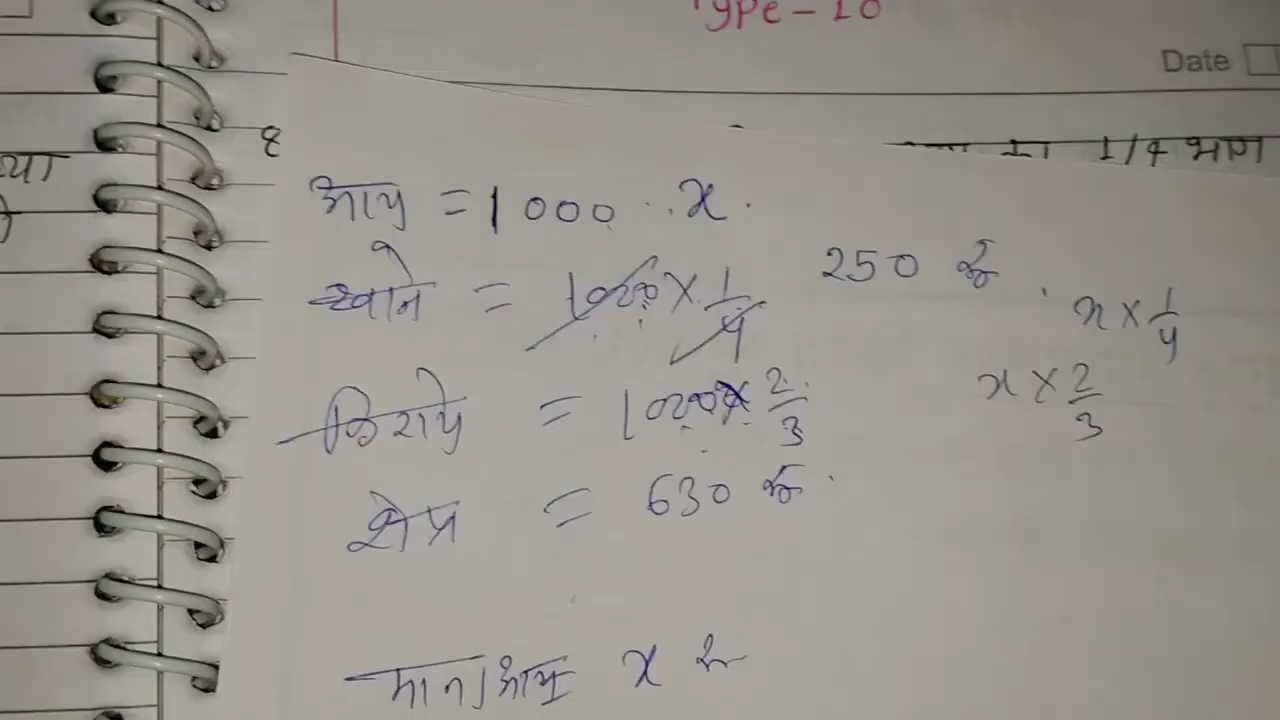 Type - 10
Date
1/4 भाग
आय = 1000 .. x .
खाने = 1000 × 1/4 250 रु
x × 1/4
किराये = 1000 × 2/3 x × 2/3
शेष = 630 रु.
माना आय x रु